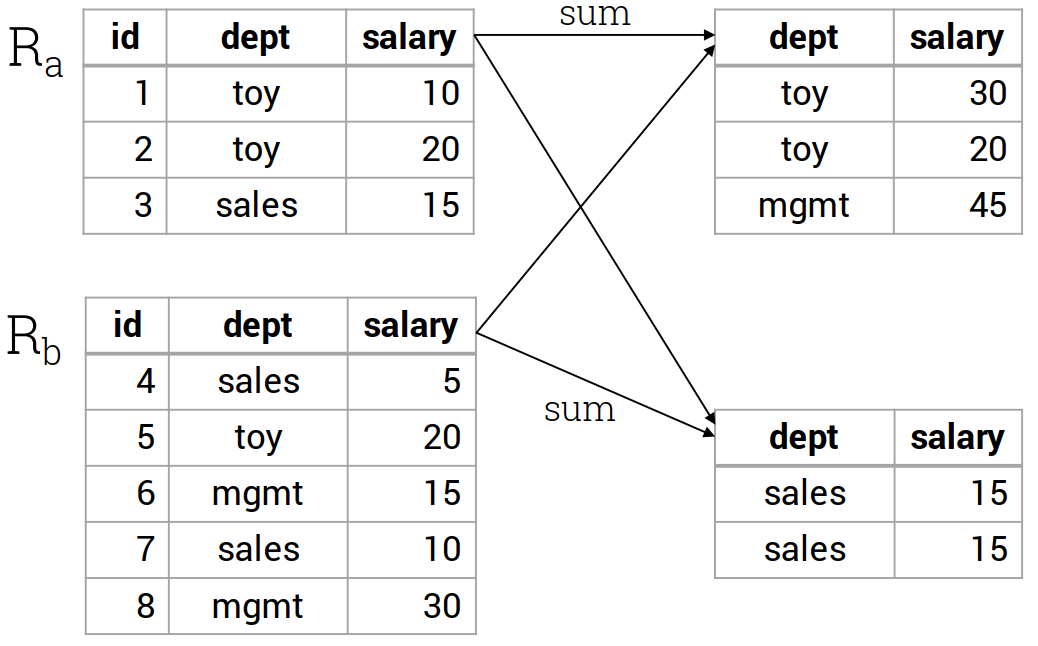 sum
R_a
id dept salary
1 toy 10
2 toy 20
3 sales 15
dept salary
toy 30
toy 20
mgmt 45
R_b
id dept salary
4 sales 5
5 toy 20
6 mgmt 15
7 sales 10
8 mgmt 30
sum
dept salary
sales 15
sales 15